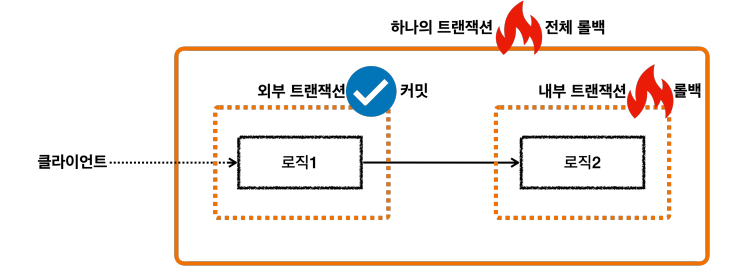 하나의 트랜잭션 전체 롤백
외부 트랜잭션 커밋
내부 트랜잭션 롤백
클라이언트
로직1
로직2